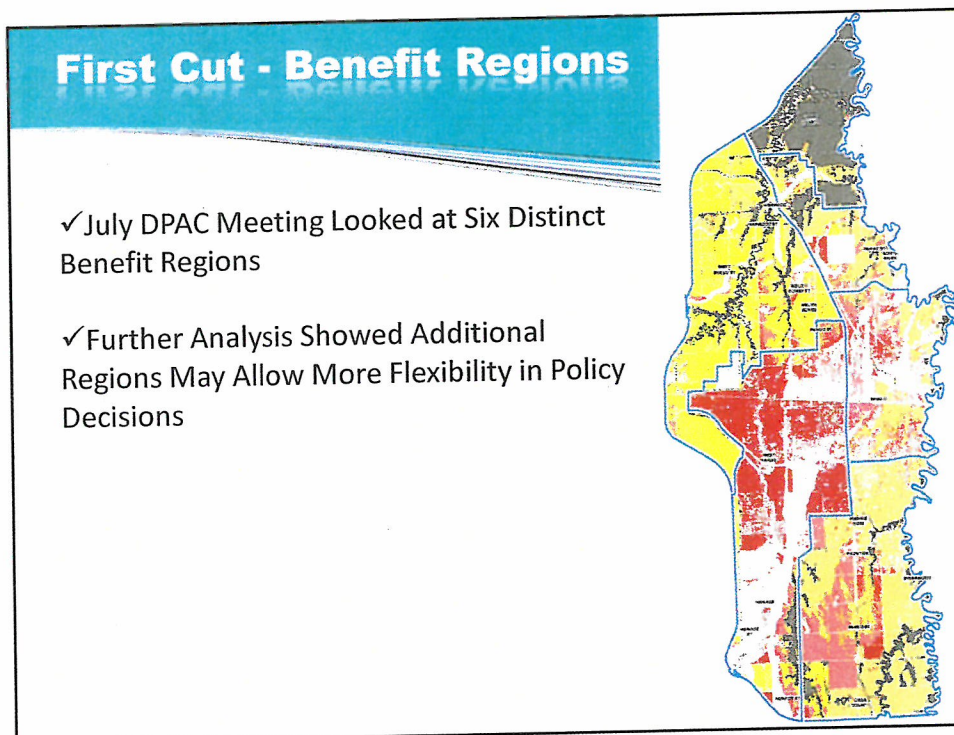 First Cut - Benefit Regions
✓July DPAC Meeting Looked at Six Distinct
Benefit Regions
✓Further Analysis Showed Additional
Regions May Allow More Flexibility in Policy
Decisions